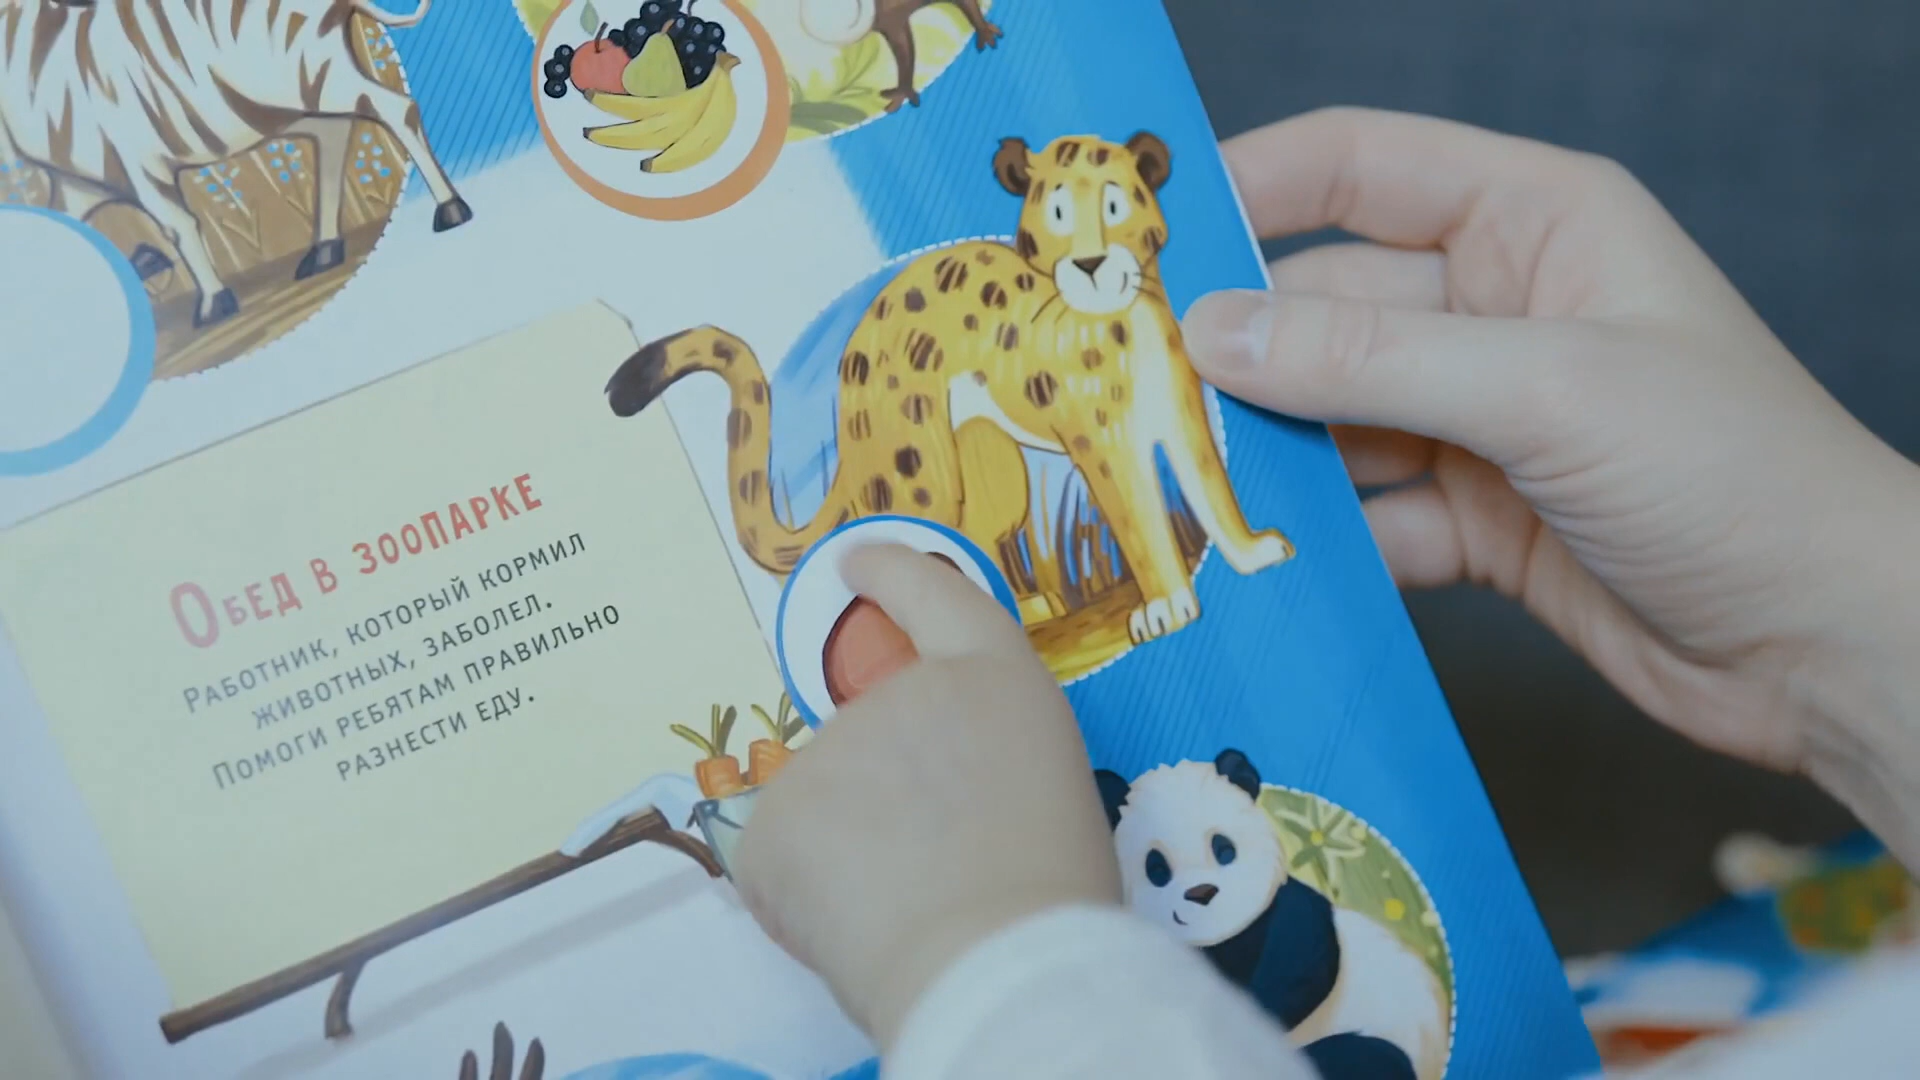 Обед в зоопарке
Работник, который кормил
животных, заболел.
Помоги ребятам правильно
разнести еду.